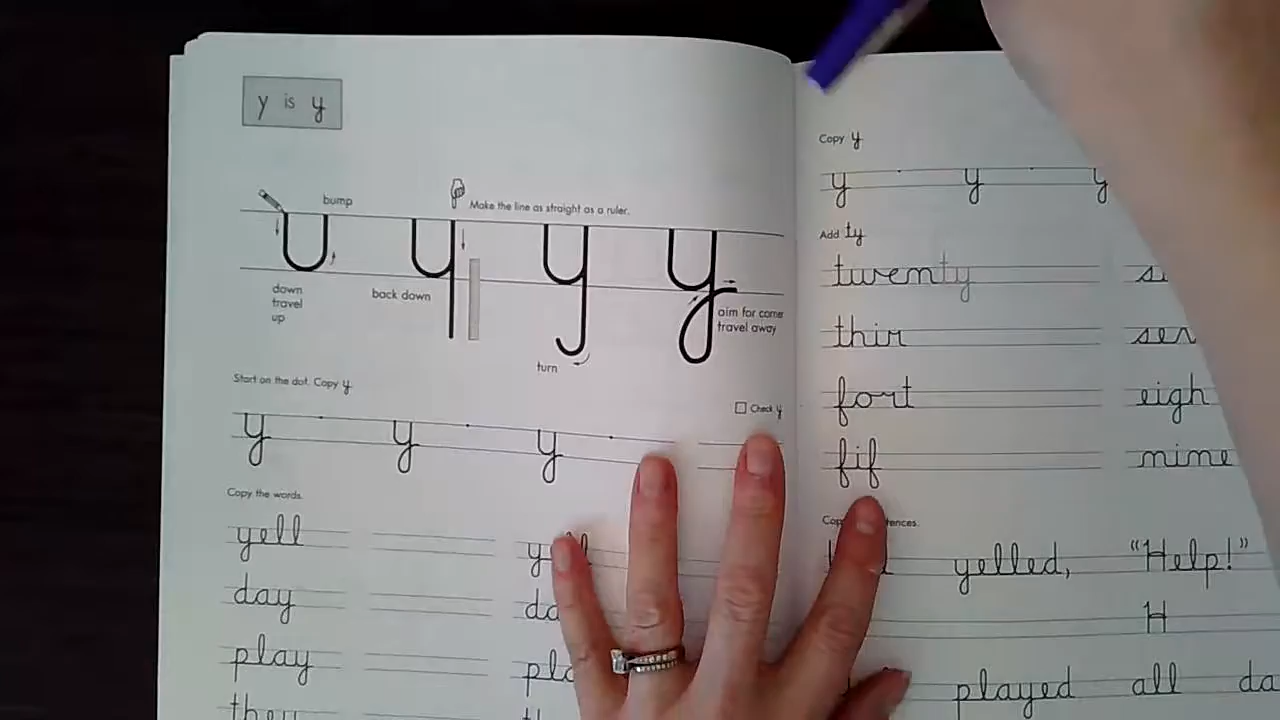 y is y
bump
Make the line as straight as a ruler.
down
travel
up
back down
turn
aim for corner
travel away
Start on the dot. Copy y
Check y
y y y
Copy the words.
yell
day
play
they
Copy y
y y y
Add ty
twenty
thir
fort
fif
eigh
nine
yelled, "Help!"
H
played all